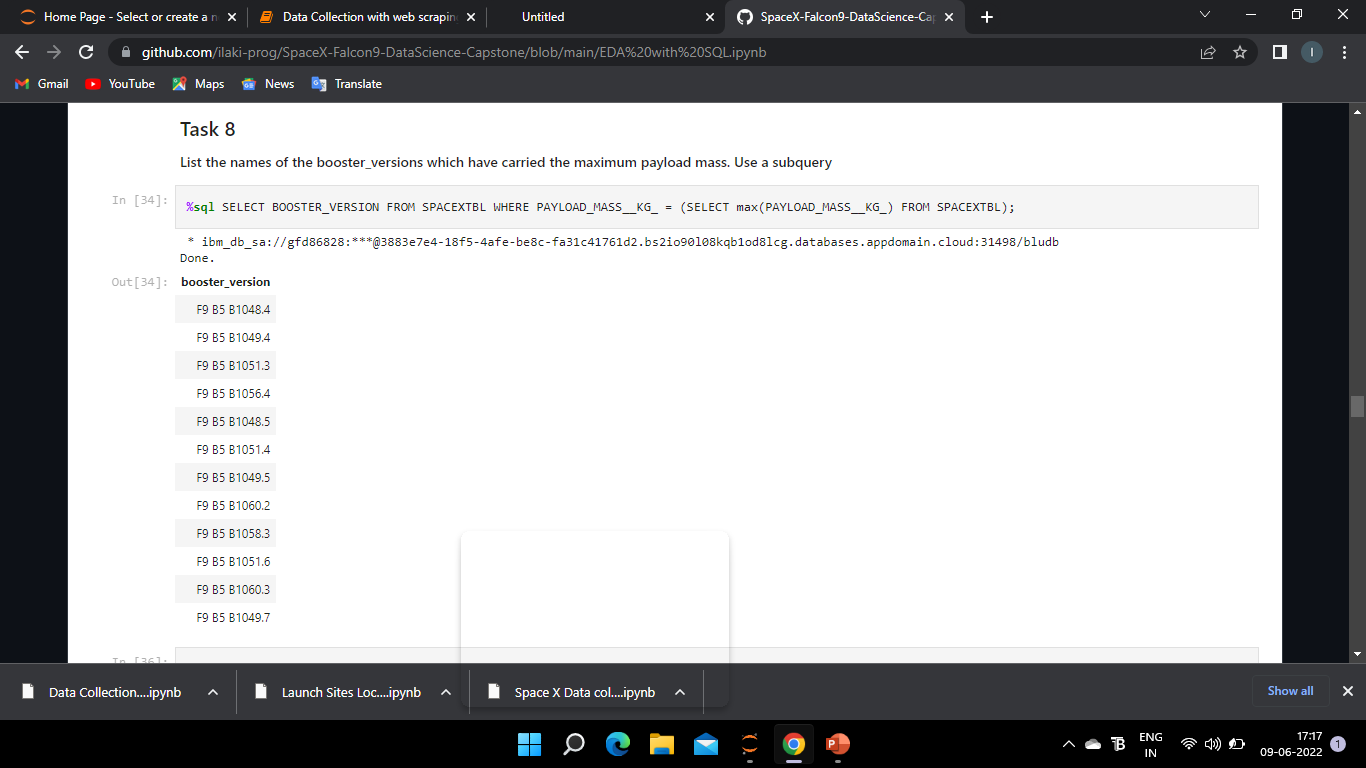 Home Page - Select or create a n
Data Collection with web scrapin
Untitled
SpaceX-Falcon9-DataScience-Cap
github.com/ilaki-prog/SpaceX-Falcon9-DataScience-Capstone/blob/main/EDA%20with%20SQL.ipynb
I
Gmail
YouTube
Maps
News
Translate
Task 8
List the names of the booster_versions which have carried the maximum payload mass. Use a subquery
In [34]:
%sql SELECT BOOSTER_VERSION FROM SPACEXTBL WHERE PAYLOAD_MASS__KG_ = (SELECT max(PAYLOAD_MASS__KG_) FROM SPACEXTBL);
* ibm_db_sa://gfd86828:***@3883e7e4-18f5-4afe-be8c-fa31c41761d2.bs2io90l08kqb1od8lcg.databases.appdomain.cloud:31498/bludb
Done.
Out[34]:
booster_version
F9 B5 B1048.4
F9 B5 B1049.4
F9 B5 B1051.3
F9 B5 B1056.4
F9 B5 B1048.5
F9 B5 B1051.4
F9 B5 B1049.5
F9 B5 B1060.2
F9 B5 B1058.3
F9 B5 B1051.6
F9 B5 B1060.3
F9 B5 B1049.7
In [36]:
Data Collection....ipynb
Launch Sites Loc....ipynb
Space X Data col....ipynb
Show all
ENG
IN
17:17
09-06-2022
1